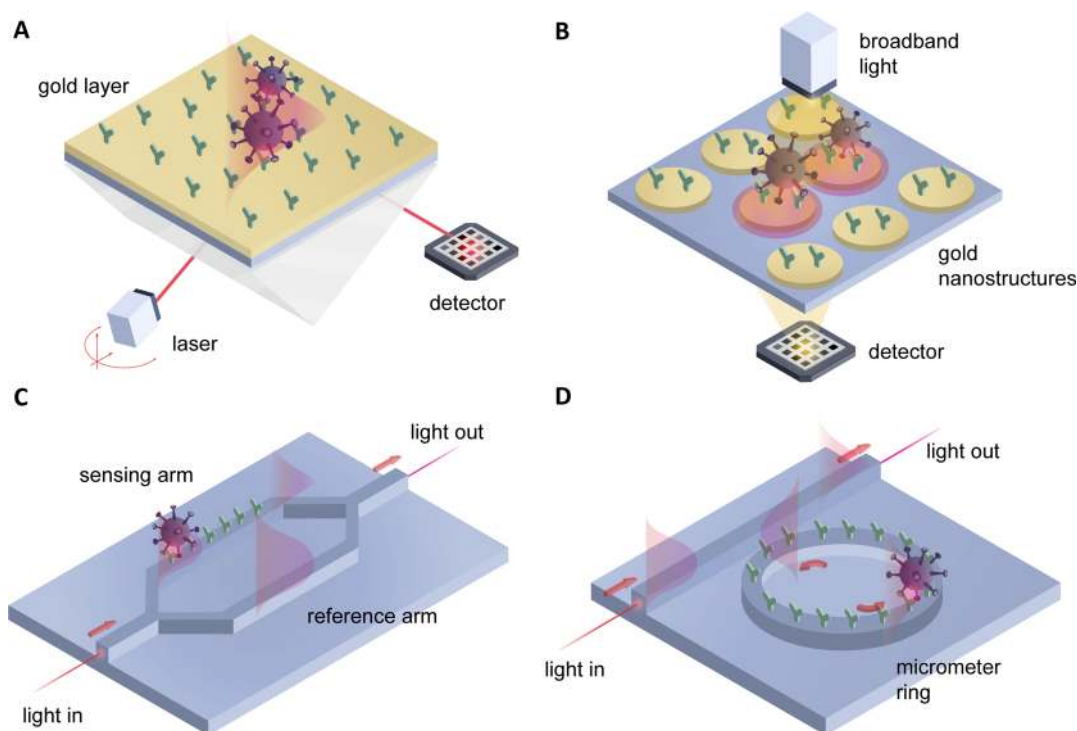 A
gold layer
laser
detector
B
broadband
light
gold
nanostructures
detector
C
sensing arm
light out
reference arm
light in
D
light out
light in
micrometer
ring